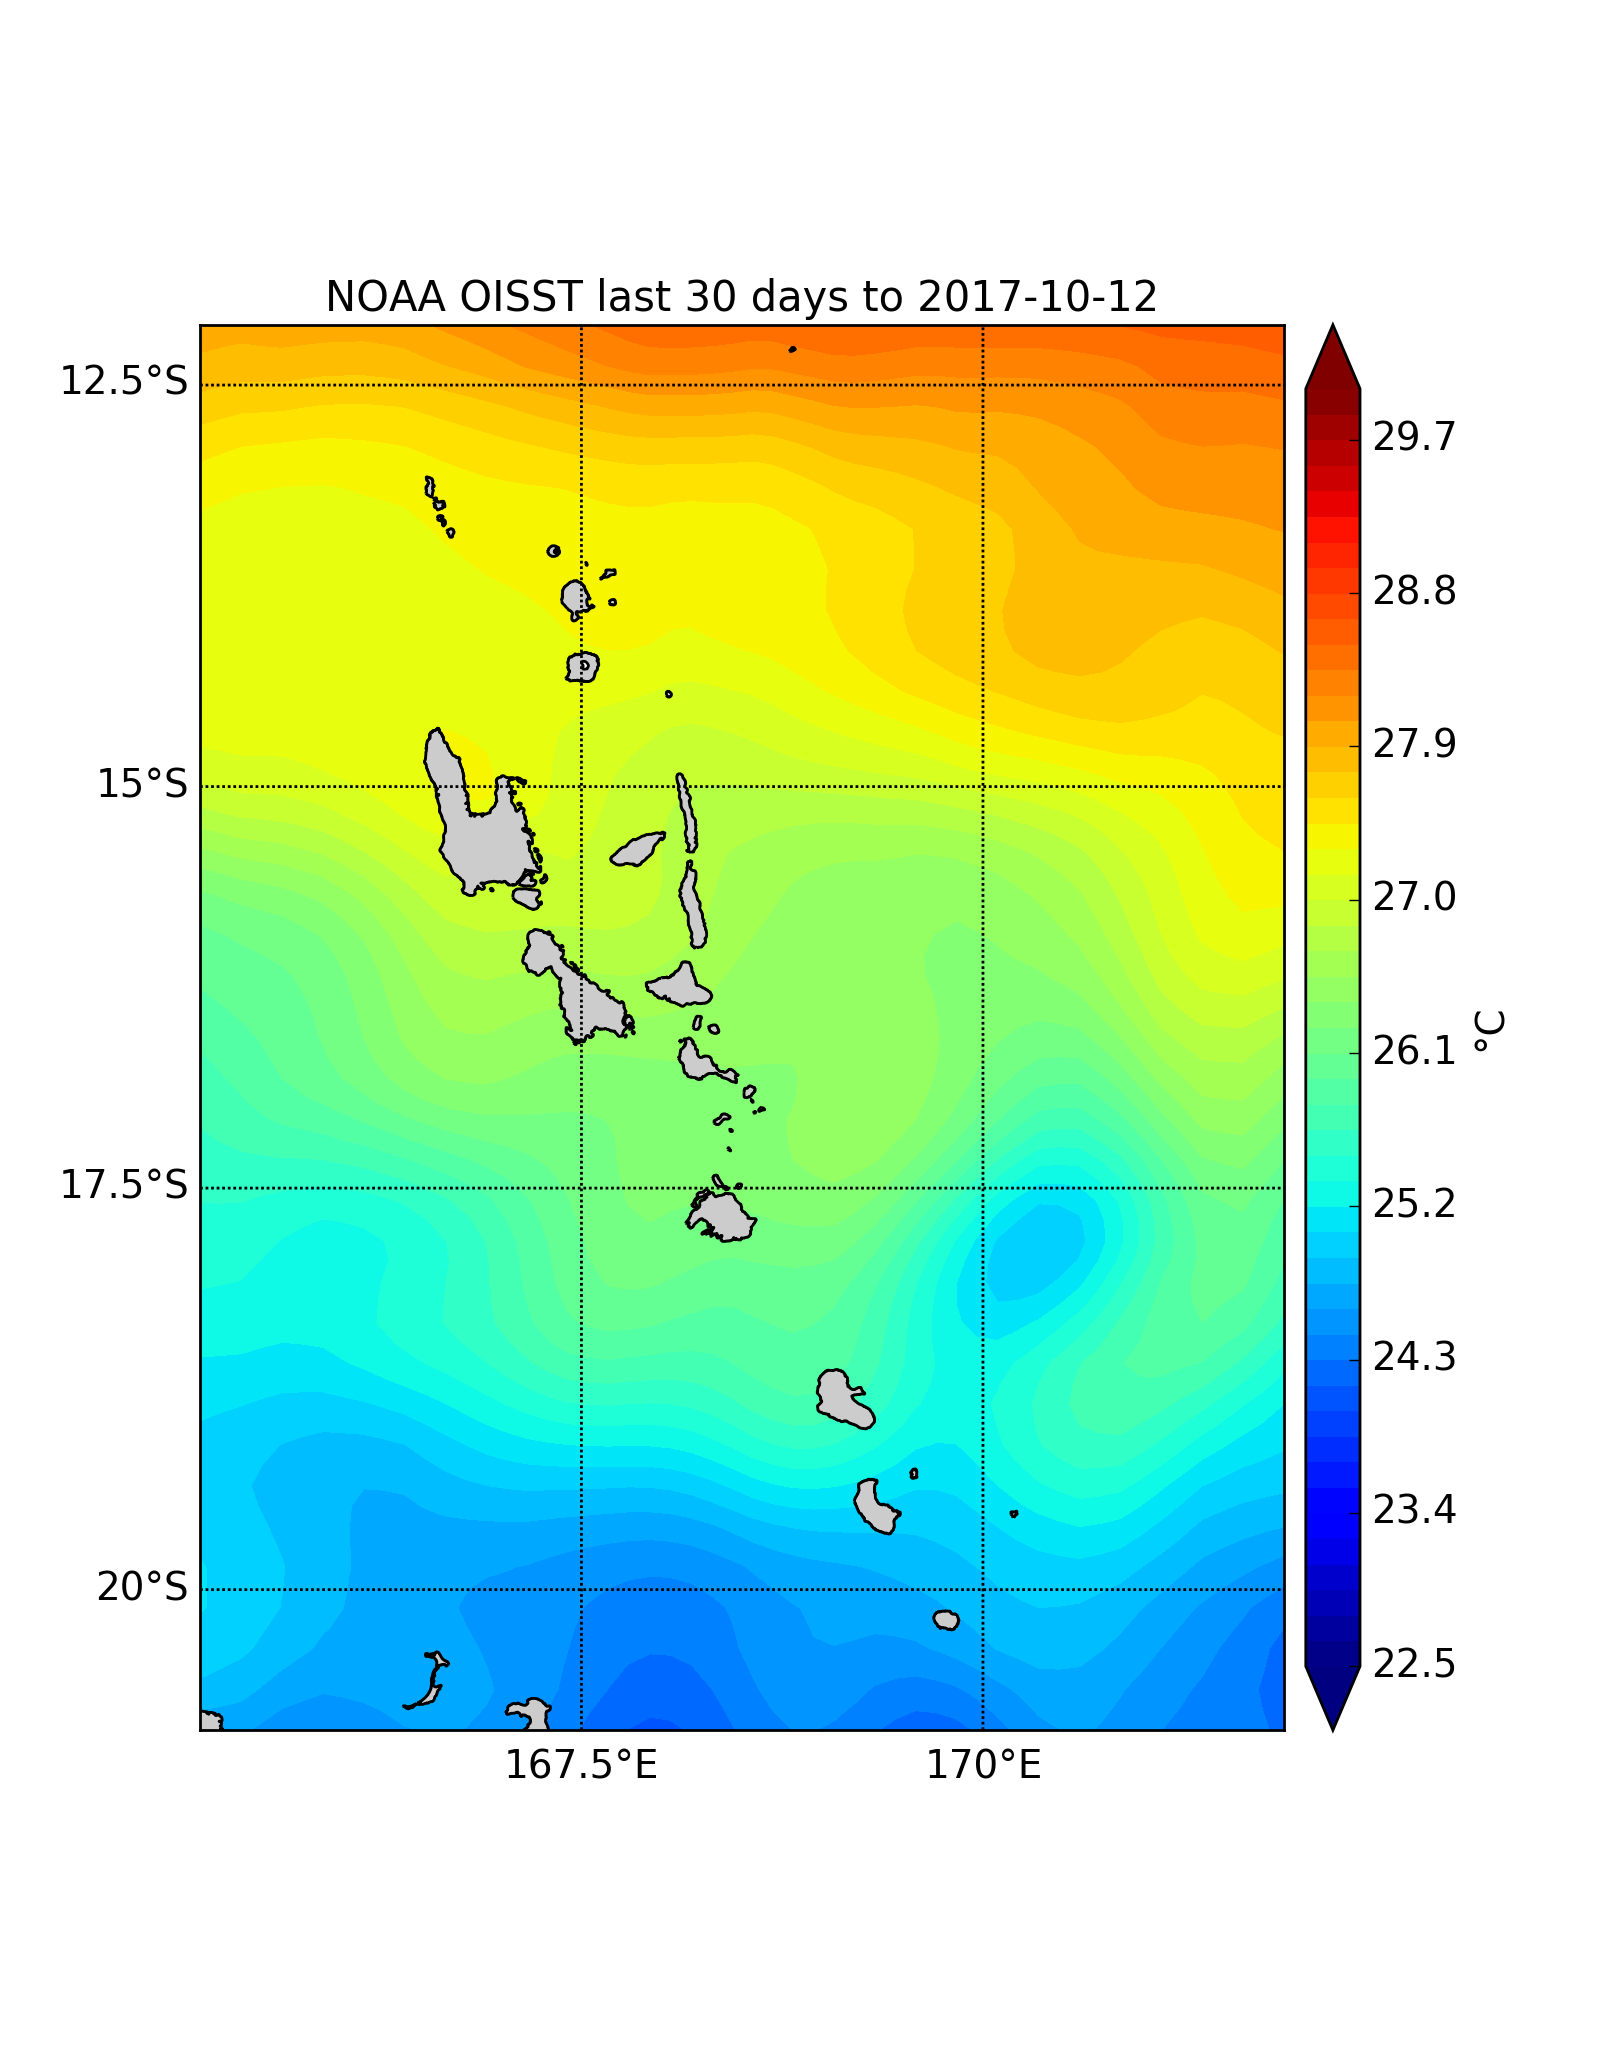 NOAA OISST last 30 days to 2017-10-12
12.5°S
15°S
17.5°S
20°S
167.5°E
170°E
29.7
28.8
27.9
27.0
26.1
25.2
24.3
23.4
22.5
°C